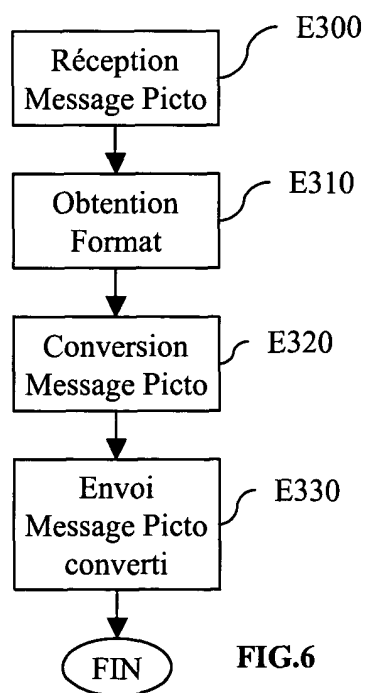 E300
Réception
Message Picto
E310
Obtention
Format
E320
Conversion
Message Picto
E330
Envoi
Message Picto
converti
FIN
FIG.6